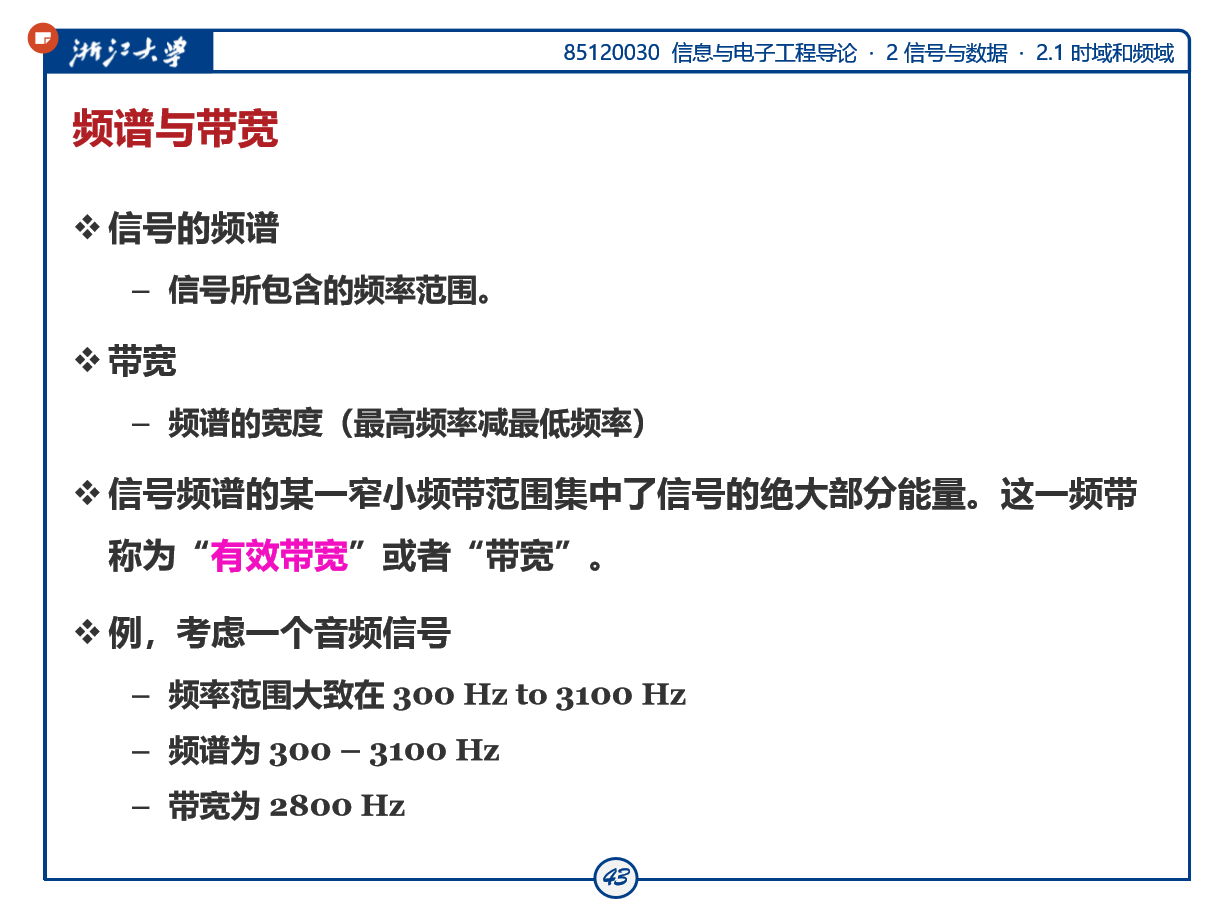 浙江大学
85120030 信息与电子工程导论 · 2 信号与数据 · 2.1 时域和频域
频谱与带宽
❖ 信号的频谱
– 信号所包含的频率范围。
❖ 带宽
– 频谱的宽度（最高频率减最低频率）
❖ 信号频谱的某一窄小频带范围集中了信号的绝大部分能量。这一频带
称为“有效带宽”或者“带宽”。
❖ 例，考虑一个音频信号
– 频率范围大致在 300 Hz to 3100 Hz
– 频谱为 300 – 3100 Hz
– 带宽为 2800 Hz
43